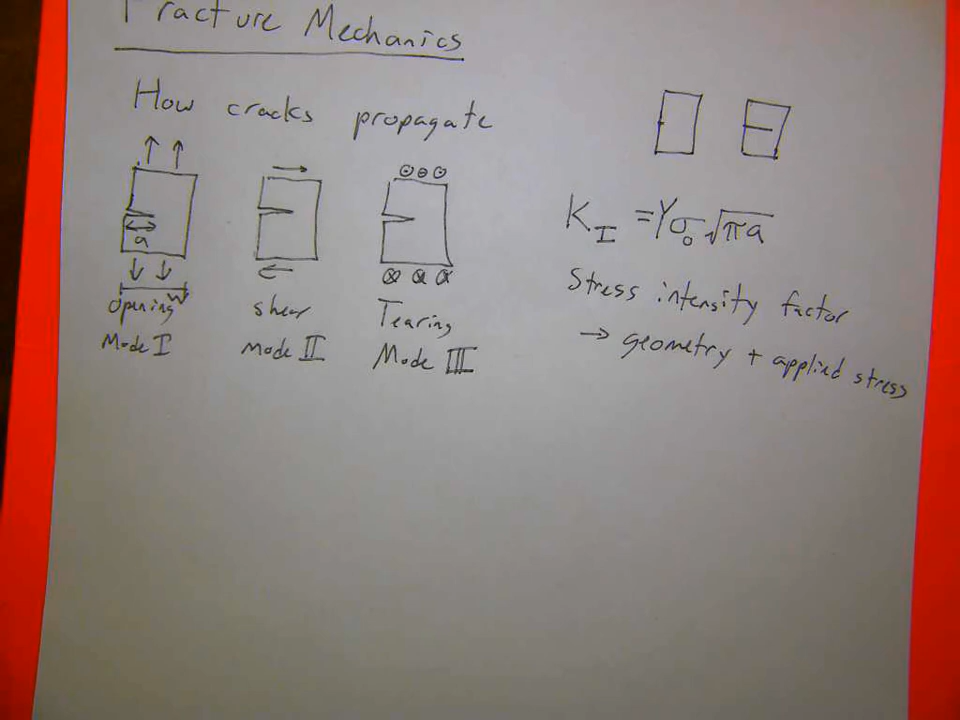 Fracture Mechanics
How cracks propagate
a
w
opening
Mode I
shear
mode II
Tearing
Mode III
K_I = Yσ₀√πa
Stress intensity factor
→ geometry + applied stress